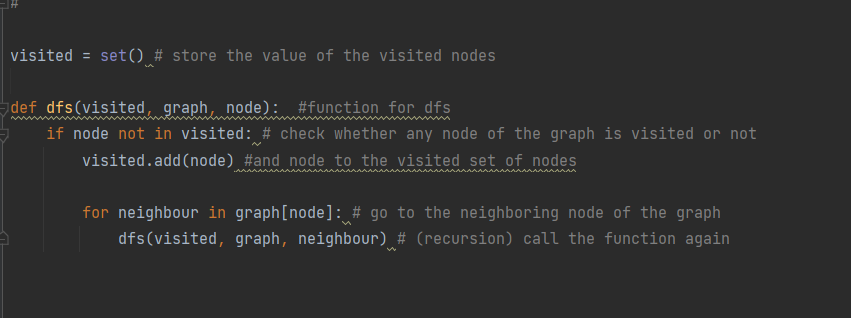 #
visited = set() # store the value of the visited nodes
def dfs(visited, graph, node):  #function for dfs
    if node not in visited: # check whether any node of the graph is visited or not
        visited.add(node) #and node to the visited set of nodes
        for neighbour in graph[node]: # go to the neighboring node of the graph
            dfs(visited, graph, neighbour) # (recursion) call the function again